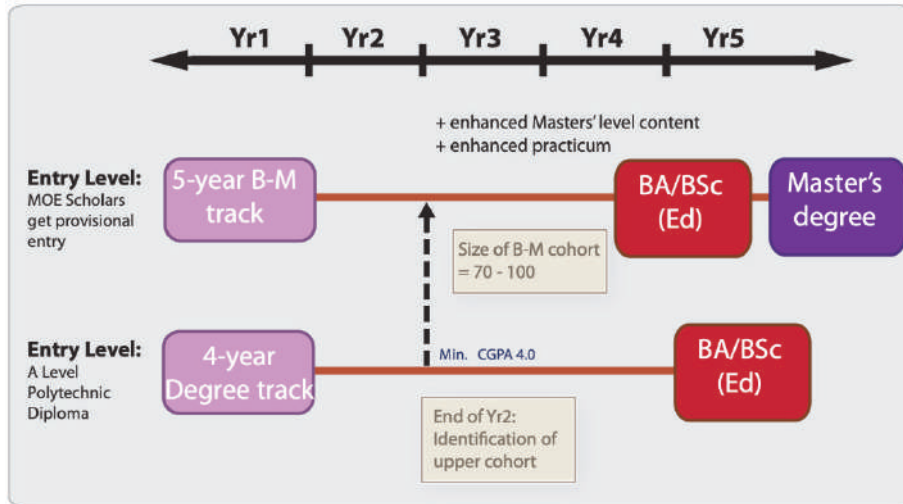 Yr1 Yr2 Yr3 Yr4 Yr5
+ enhanced Masters' level content
+ enhanced practicum
Entry Level:
MOE Scholars
get provisional
entry
5-year B-M
track
BA/BSc
(Ed)
Master's
degree
Size of B-M cohort
= 70 - 100
Entry Level:
A Level
Polytechnic
Diploma
4-year
Degree track
Min. CGPA 4.0
BA/BSc
(Ed)
End of Yr2:
Identification of
upper cohort